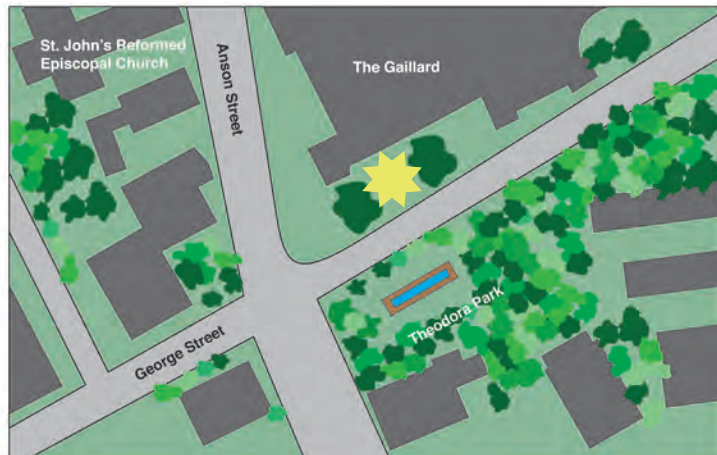 St. John's Reformed
Episcopal Church
Anson Street
The Gaillard
Theodora Park
George Street